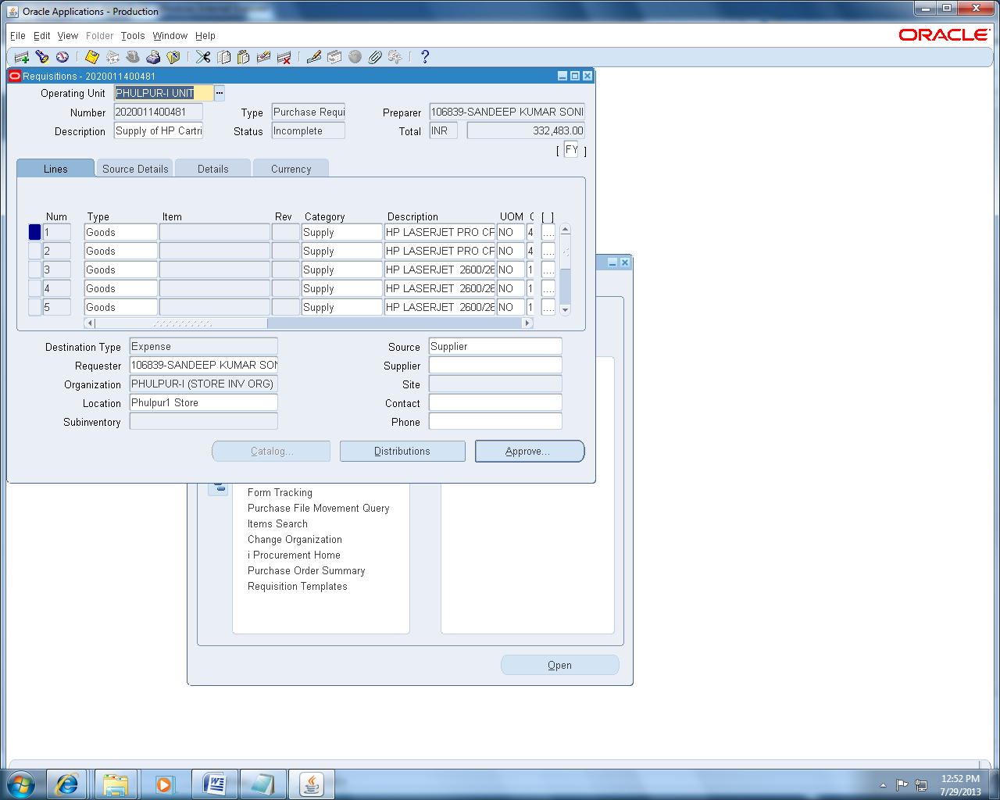 Oracle Applications - Production
File Edit View Folder Tools Window Help
ORACLE
Requisitions - 2020011400481
Operating Unit PHULPUR-I UNIT
Number 2020011400481 Type Purchase Requi Preparer 106839-SANDEEP KUMAR SONI
Description Supply of HP Cartri Status Incomplete Total INR 332,483.00
[ FY ]
Lines Source Details Details Currency
Num Type Item Rev Category Description UOM [ ]
1 Goods Supply HP LASERJET PRO CP NO 4 ....
2 Goods Supply HP LASERJET PRO CP NO 4 ....
3 Goods Supply HP LASERJET 2600/26 NO 1 ....
4 Goods Supply HP LASERJET 2600/26 NO 1 ....
5 Goods Supply HP LASERJET 2600/26 NO 1 ....
Destination Type Expense Source Supplier
Requester 106839-SANDEEP KUMAR SON Supplier
Organization PHULPUR-I (STORE INV ORG) Site
Location Phulpur1 Store Contact
Subinventory Phone
Catalog... Distributions Approve...
Form Tracking
Purchase File Movement Query
Items Search
Change Organization
i Procurement Home
Purchase Order Summary
Requisition Templates
Open
12:52 PM
7/29/2013